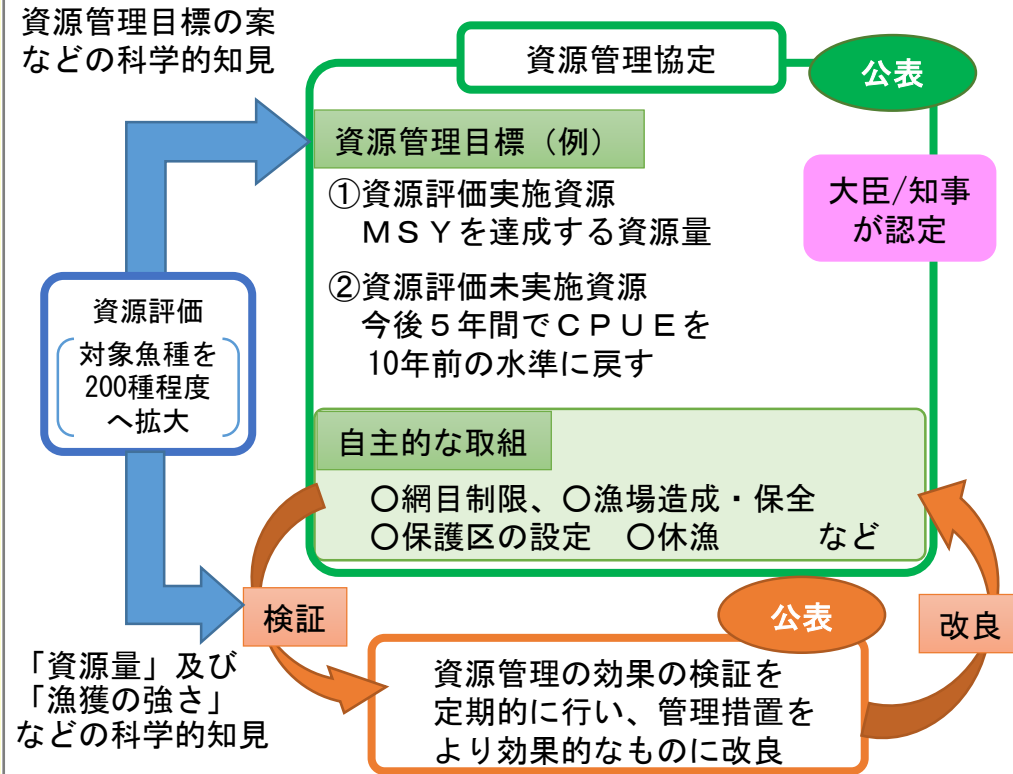 資源管理目標の案
などの科学的知見
資源管理協定
公表
資源管理目標（例）
①資源評価実施資源
ＭＳＹを達成する資源量
②資源評価未実施資源
今後５年間でＣＰＵＥを
10年前の水準に戻す
大臣/知事
が認定
資源評価
対象魚種を
200種程度
へ拡大
自主的な取組
〇網目制限、〇漁場造成・保全
〇保護区の設定　〇休漁　　　など
検証
公表
改良
資源管理の効果の検証を
定期的に行い、管理措置を
より効果的なものに改良
「資源量」及び
「漁獲の強さ」
などの科学的知見